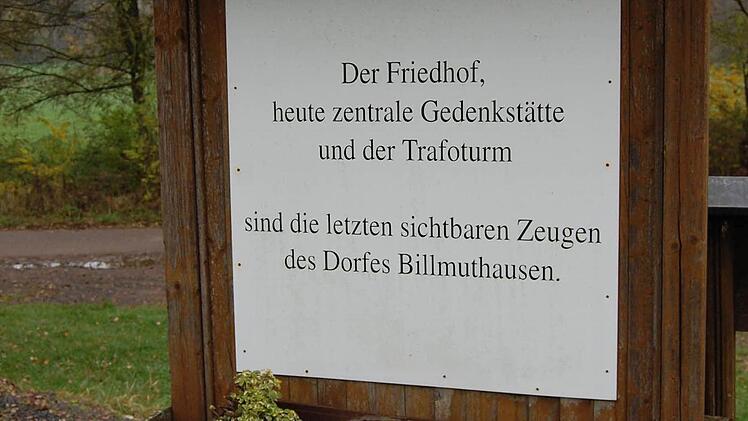 Der Friedhof,
heute zentrale Gedenkstätte
und der Trafoturm
sind die letzten sichtbaren Zeugen
des Dorfes Billmuthausen.